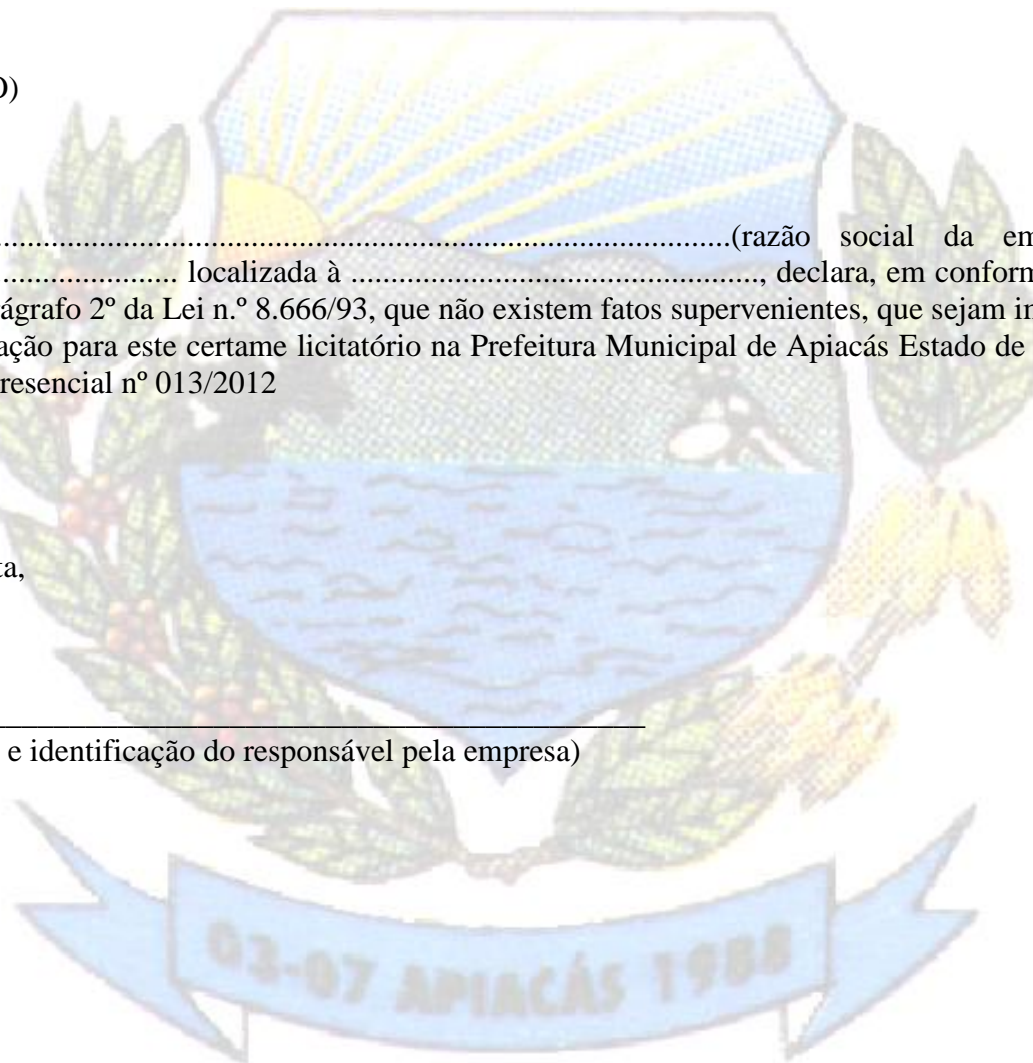 O)
....................................................................................(razão social da em
...................... localizada à .................................................., declara, em conform
rágrafo 2º da Lei n.º 8.666/93, que não existem fatos supervenientes, que sejam in
ação para este certame licitatório na Prefeitura Municipal de Apiacás Estado de
resencial nº 013/2012
ta,
________________________________________
e identificação do responsável pela empresa)
03-07 APIACÁS 1988